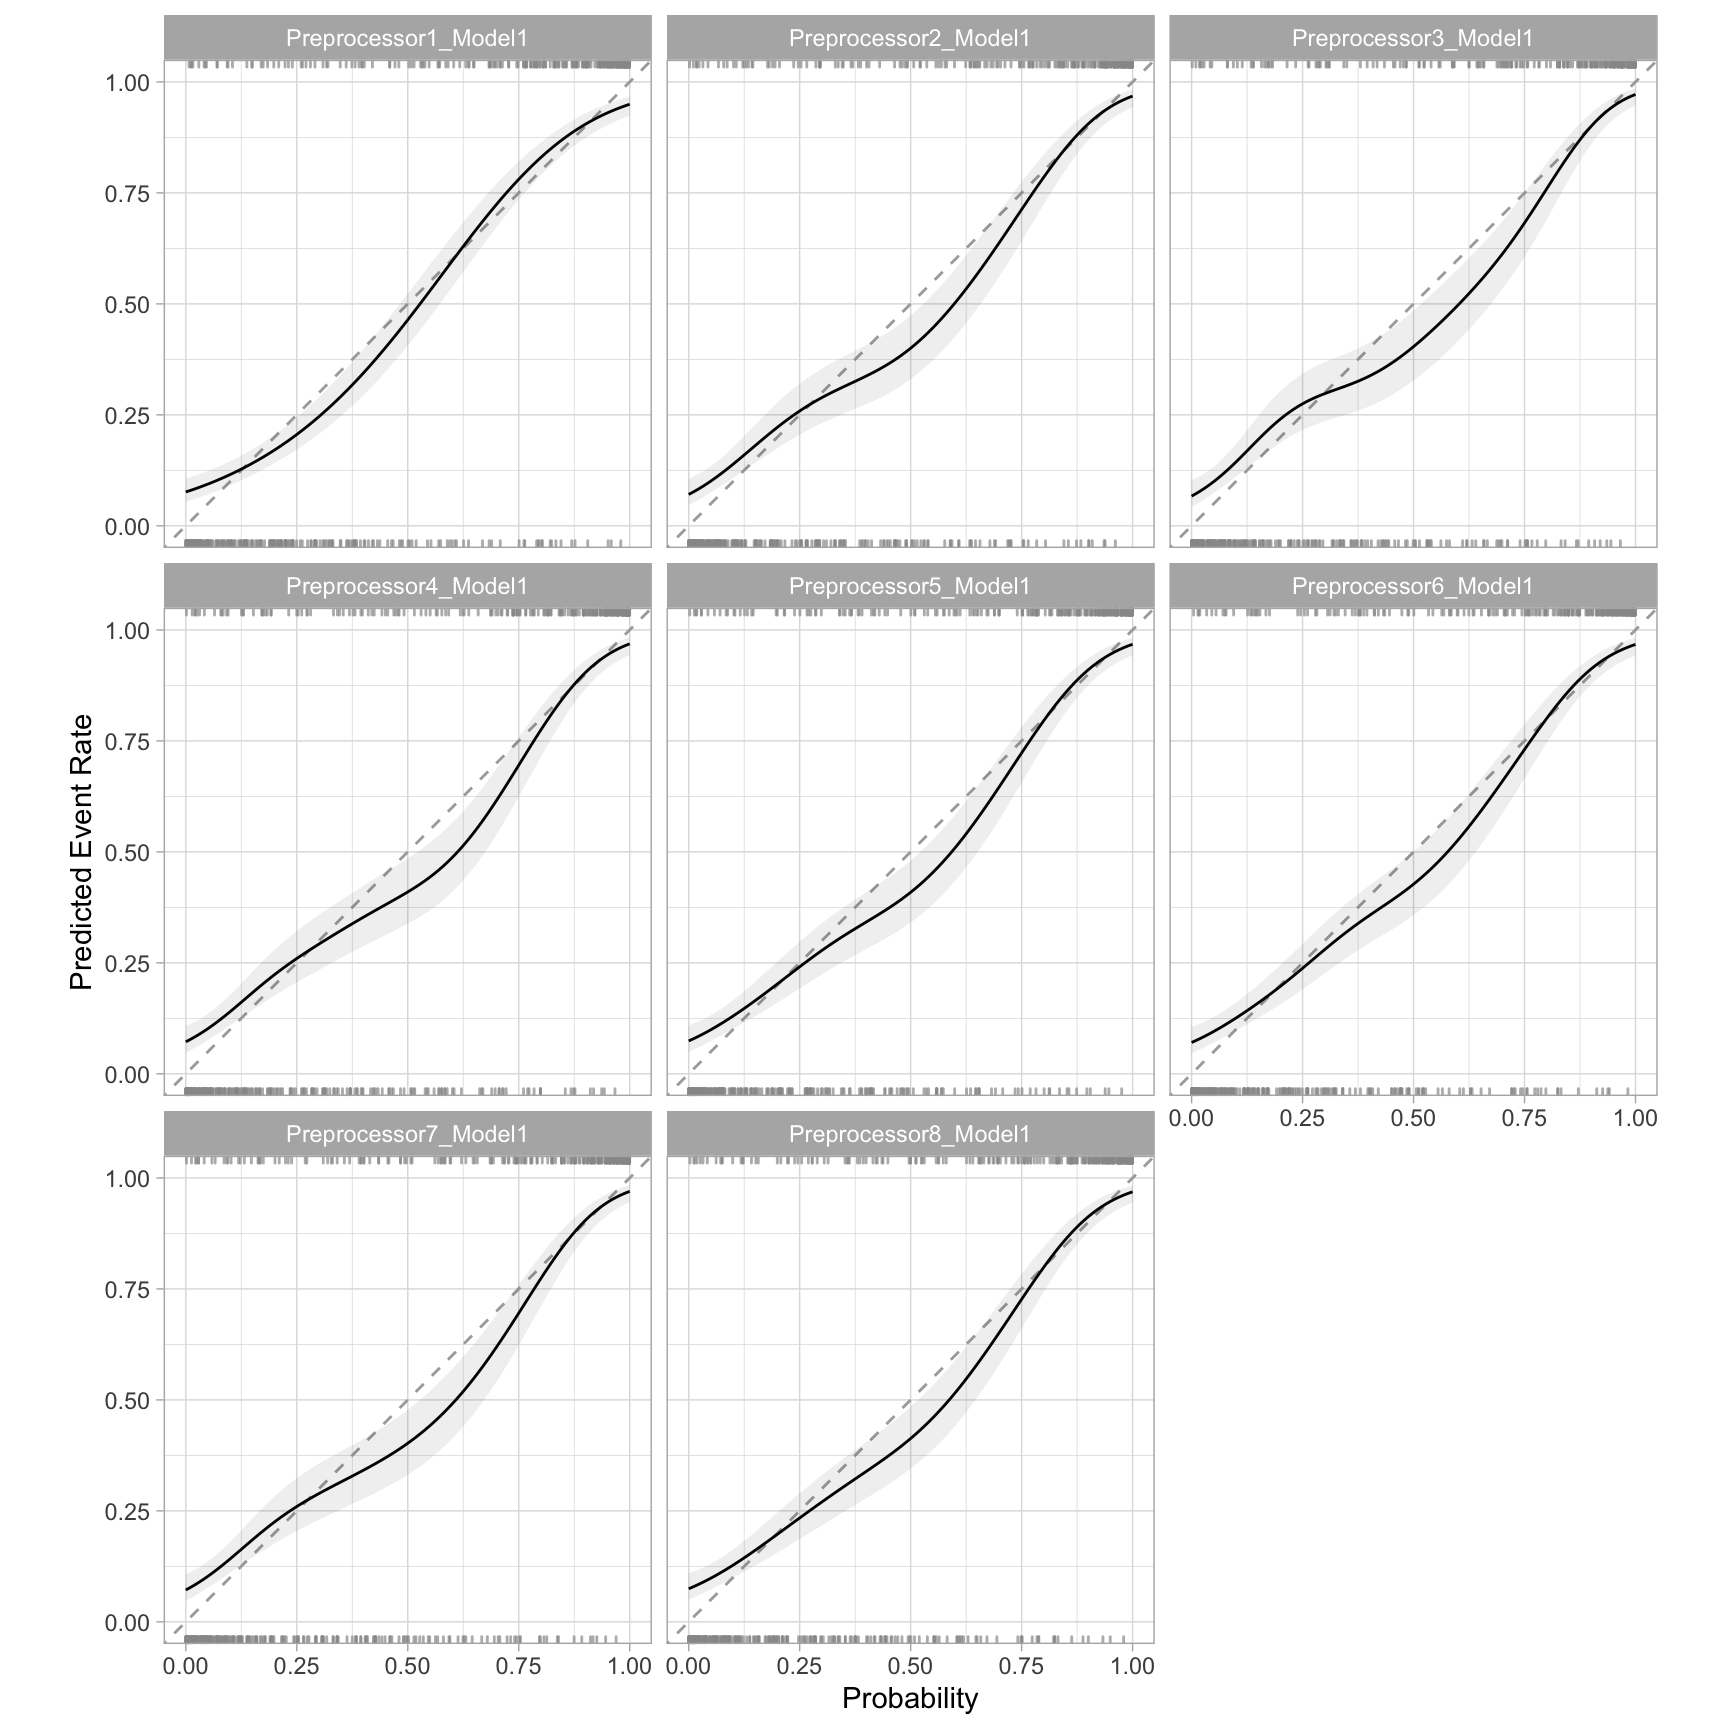 Preprocessor1_Model1 Preprocessor2_Model1 Preprocessor3_Model1
1.00
0.75
0.50
0.25
0.00
Preprocessor4_Model1 Preprocessor5_Model1 Preprocessor6_Model1
1.00
0.75
0.50
0.25
0.00
Predicted Event Rate
0.00 0.25 0.50 0.75 1.00
Preprocessor7_Model1 Preprocessor8_Model1
1.00
0.75
0.50
0.25
0.00
0.00 0.25 0.50 0.75 1.00 0.00 0.25 0.50 0.75 1.00
Probability